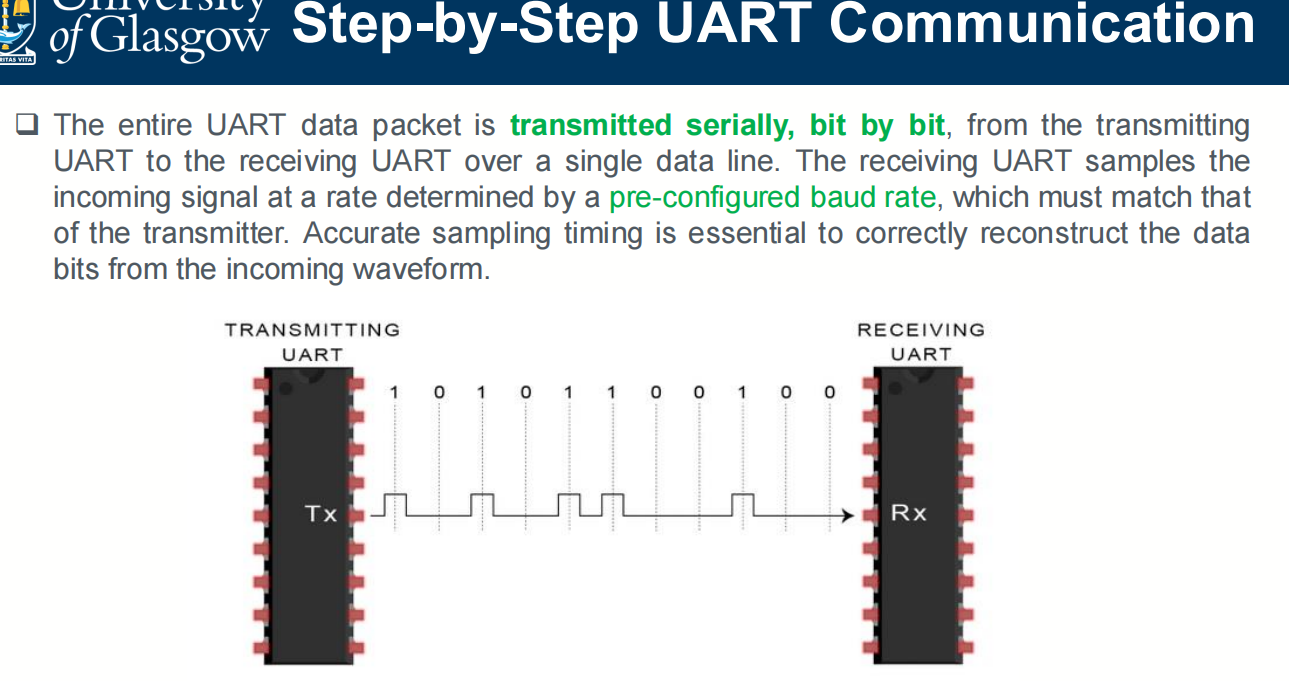 University
of Glasgow
Step-by-Step UART Communication
The entire UART data packet is transmitted serially, bit by bit, from the transmitting
UART to the receiving UART over a single data line. The receiving UART samples the
incoming signal at a rate determined by a pre-configured baud rate, which must match that
of the transmitter. Accurate sampling timing is essential to correctly reconstruct the data
bits from the incoming waveform.
TRANSMITTING
UART
RECEIVING
UART
1 0 1 0 1 1 0 0 1 0 0
Tx
Rx